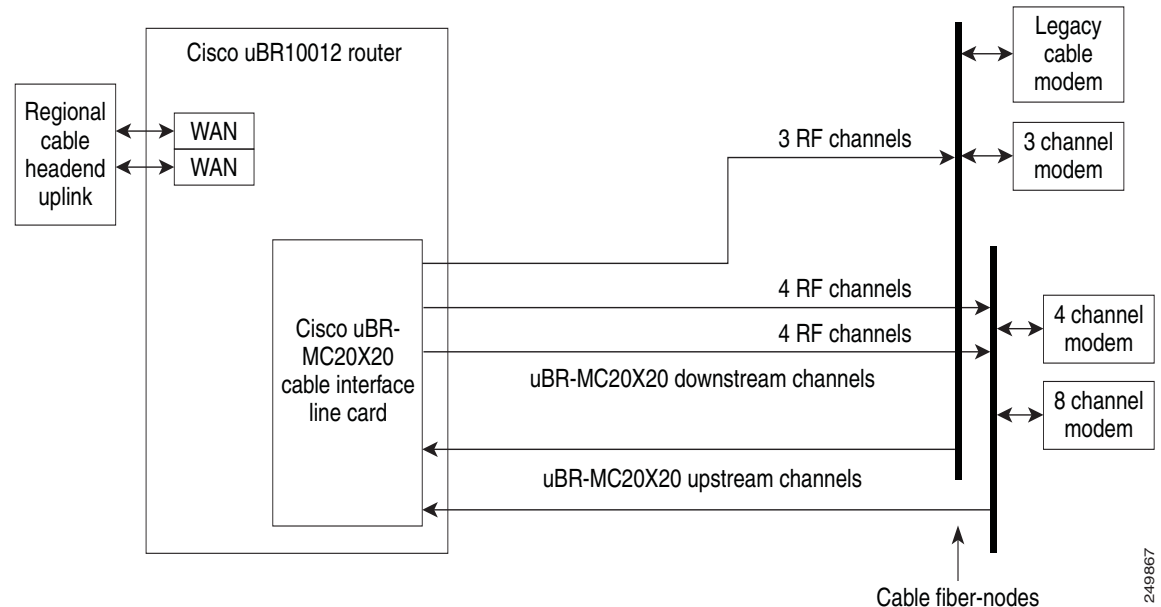 Cisco uBR10012 router
Regional
cable
headend
uplink
WAN
WAN
Cisco uBR-
MC20X20
cable interface
line card
3 RF channels
4 RF channels
4 RF channels
uBR-MC20X20 downstream channels
uBR-MC20X20 upstream channels
Legacy
cable
modem
3 channel
modem
4 channel
modem
8 channel
modem
Cable fiber-nodes
249867